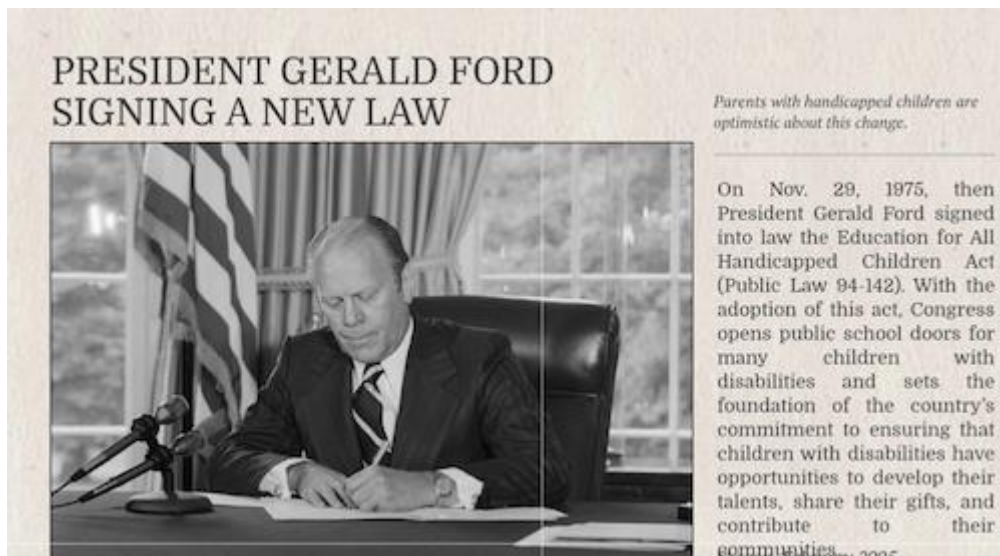 PRESIDENT GERALD FORD
SIGNING A NEW LAW
Parents with handicapped children are
optimistic about this change.
On Nov. 29, 1975, then
President Gerald Ford signed
into law the Education for All
Handicapped Children Act
(Public Law 94-142). With the
adoption of this act, Congress
opens public school doors for
many children with
disabilities and sets the
foundation of the country's
commitment to ensuring that
children with disabilities have
opportunities to develop their
talents, share their gifts, and
contribute to their
communities.